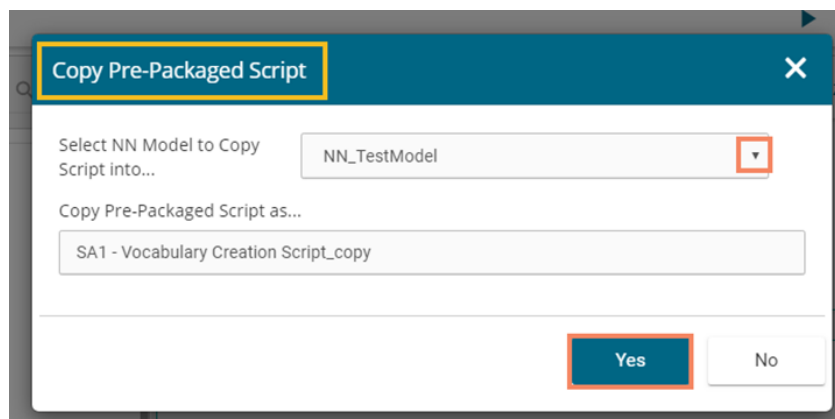 Copy Pre-Packaged Script
Select NN Model to Copy
Script into...
NN_TestModel
Copy Pre-Packaged Script as...
SA1 - Vocabulary Creation Script_copy
Yes
No